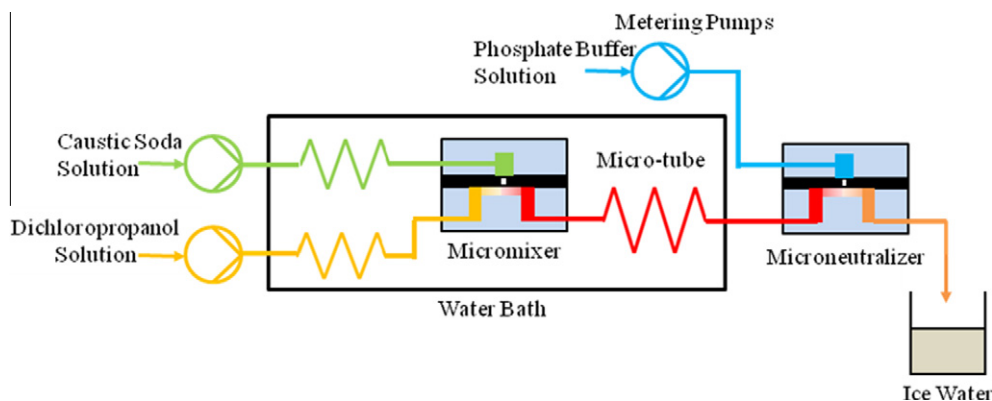 Metering Pumps
Phosphate Buffer
Solution
Caustic Soda
Solution
Micro-tube
Dichloropropanol
Solution
Micromixer
Microneutralizer
Water Bath
Ice Water